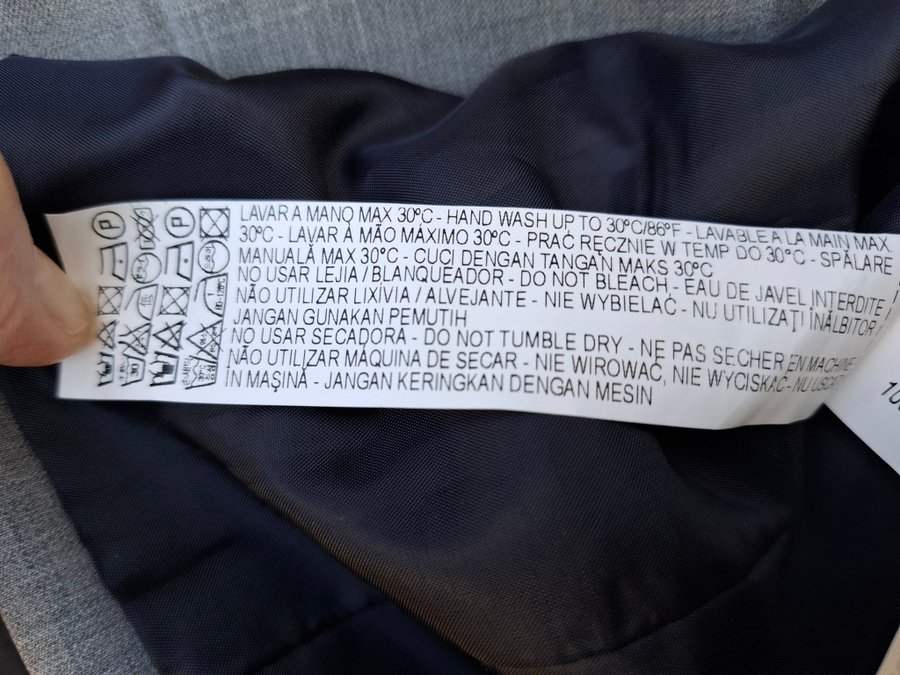 LAVAR A MANO MAX 30ºC - HAND WASH UP TO 30ºC/86ºF - LAVABLE A LA MAIN MAX
30ºC - LAVAR À MÃO MÁXIMO 30ºC - PRAĆ RĘCZNIE W TEMP DO 30ºC - SPĂLARE
MANUALĂ MAX 30ºC - CUCI DENGAN TANGAN MAKS 30ºC
NO USAR LEJIA / BLANQUEADOR - DO NOT BLEACH - EAU DE JAVEL INTERDITE
NÃO UTILIZAR LIXÍVIA / ALVEJANTE - NIE WYBIELAĆ - NU UTILIZAŢI ÎNĂLBITOR
JANGAN GUNAKAN PEMUTIH
NO USAR SECADORA - DO NOT TUMBLE DRY - NE PAS SECHER EN MACHINE
NÃO UTILIZAR MÁQUINA DE SECAR - NIE WIROWAĆ, NIE WYCISKAĆ - NU
ÎN MAŞINĂ - JANGAN KERINGKAN DENGAN MESIN